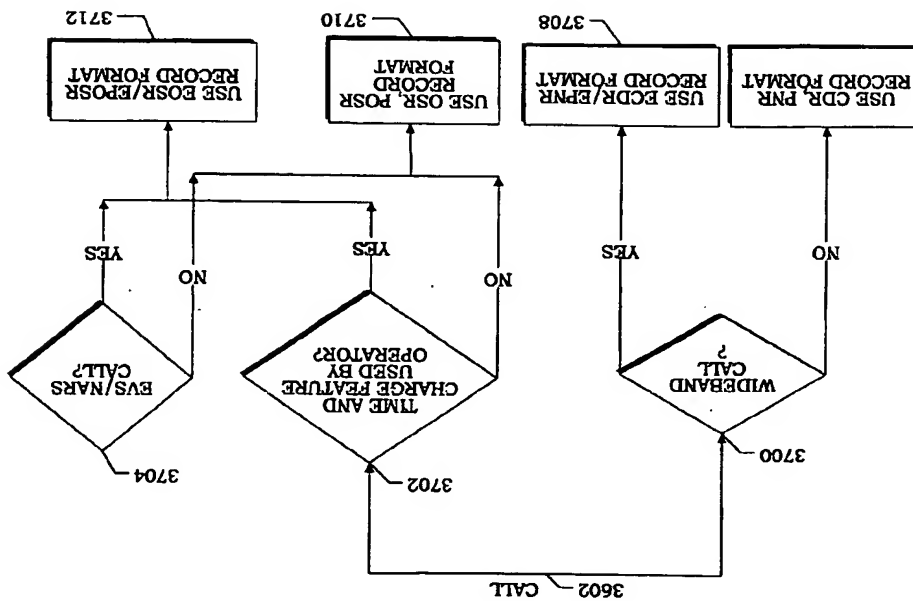 CALL
3602
3700
3702
3704
WIDEBAND
CALL
?
TIME AND
CHARGE FEATURE
USED BY
OPERATOR?
EVS/NARS
CALL?
NO
YES
NO
YES
NO
YES
USE CDR, PNR
RECORD FORMAT
USE ECDR/EPNR
RECORD FORMAT
USE OSR, POSR
RECORD
FORMAT
USE EOSR/EPOSR
RECORD FORMAT
3708
3710
3712